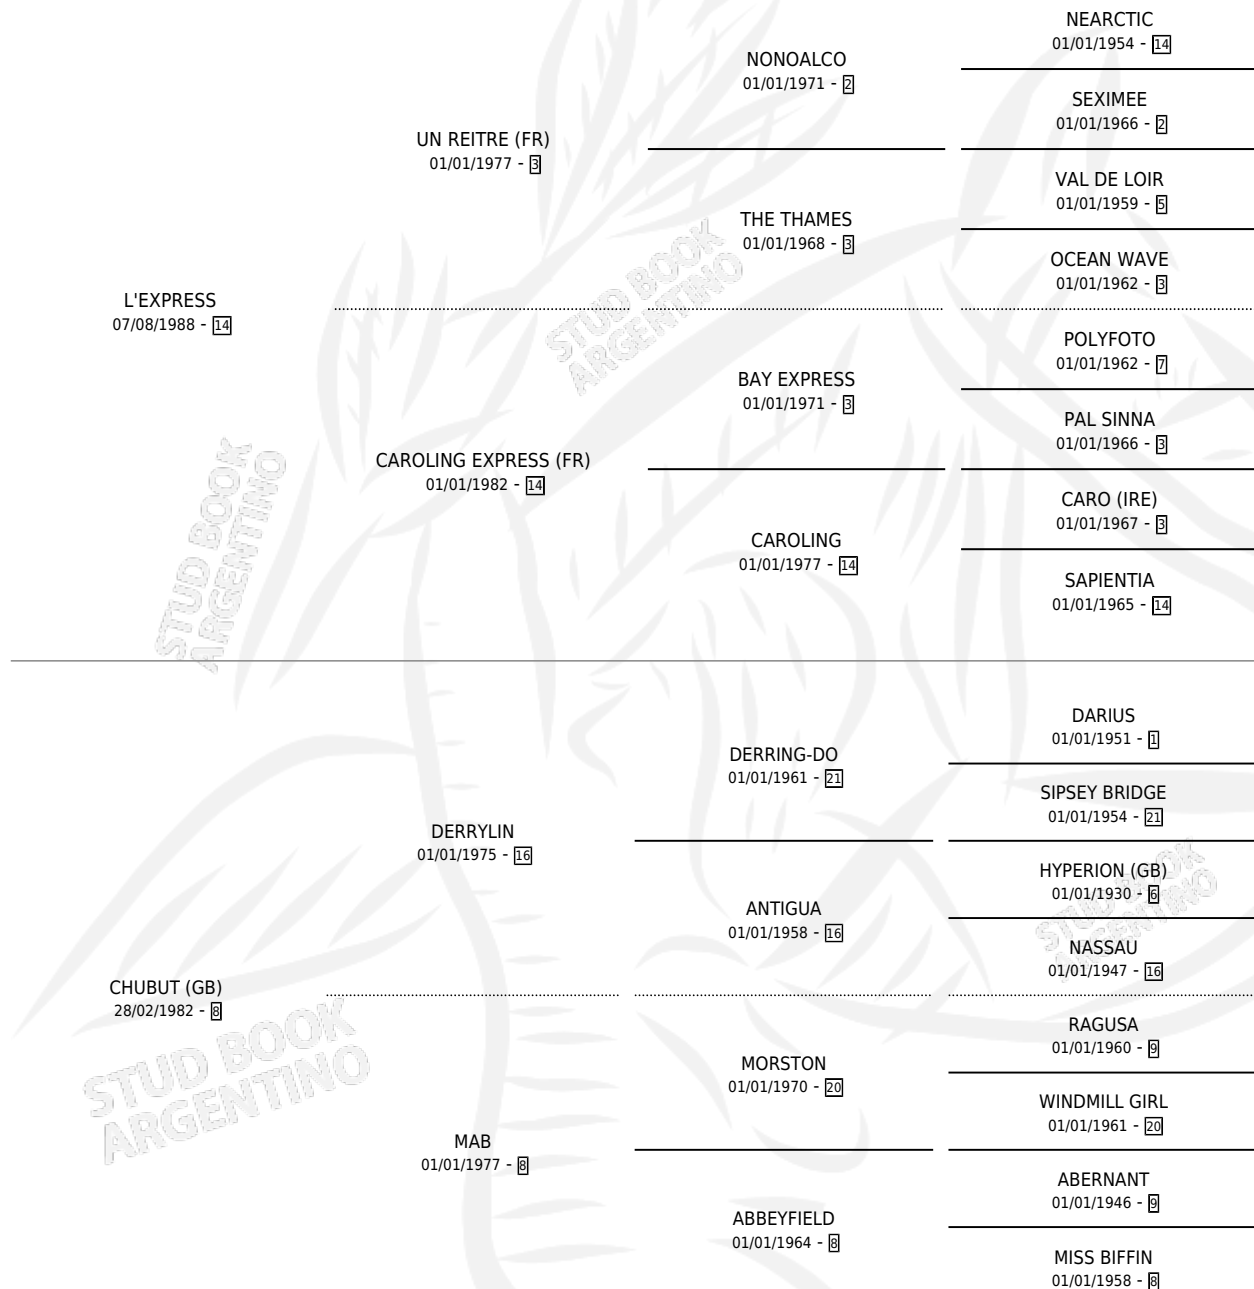 NEARCTIC
01/01/1954 - 14
NONOALCO
01/01/1971 - 2
SEXIMEE
01/01/1966 - 2
UN REITRE (FR)
01/01/1977 - 3
VAL DE LOIR
01/01/1959 - 5
THE THAMES
01/01/1968 - 3
OCEAN WAVE
01/01/1962 - 3
L'EXPRESS
07/08/1988 - 14
POLYFOTO
01/01/1962 - 7
BAY EXPRESS
01/01/1971 - 3
PAL SINNA
01/01/1966 - 3
CAROLING EXPRESS (FR)
01/01/1982 - 14
CARO (IRE)
01/01/1967 - 3
CAROLING
01/01/1977 - 14
SAPIENTIA
01/01/1965 - 14
DARIUS
01/01/1951 - 1
DERRING-DO
01/01/1961 - 21
SIPSEY BRIDGE
01/01/1954 - 21
DERRYLIN
01/01/1975 - 16
HYPERION (GB)
01/01/1930 - 6
ANTIGUA
01/01/1958 - 16
NASSAU
01/01/1947 - 16
CHUBUT (GB)
28/02/1982 - 8
RAGUSA
01/01/1960 - 9
MORSTON
01/01/1970 - 20
WINDMILL GIRL
01/01/1961 - 20
MAB
01/01/1977 - 8
ABERNANT
01/01/1946 - 9
ABBEYFIELD
01/01/1964 - 8
MISS BIFFIN
01/01/1958 - 8
STUD BOOK
ARGENTINO
STUD BOOK
ARGENTINO
STUD BOOK
ARGENTINO
STUD BOOK
ARGENTINO